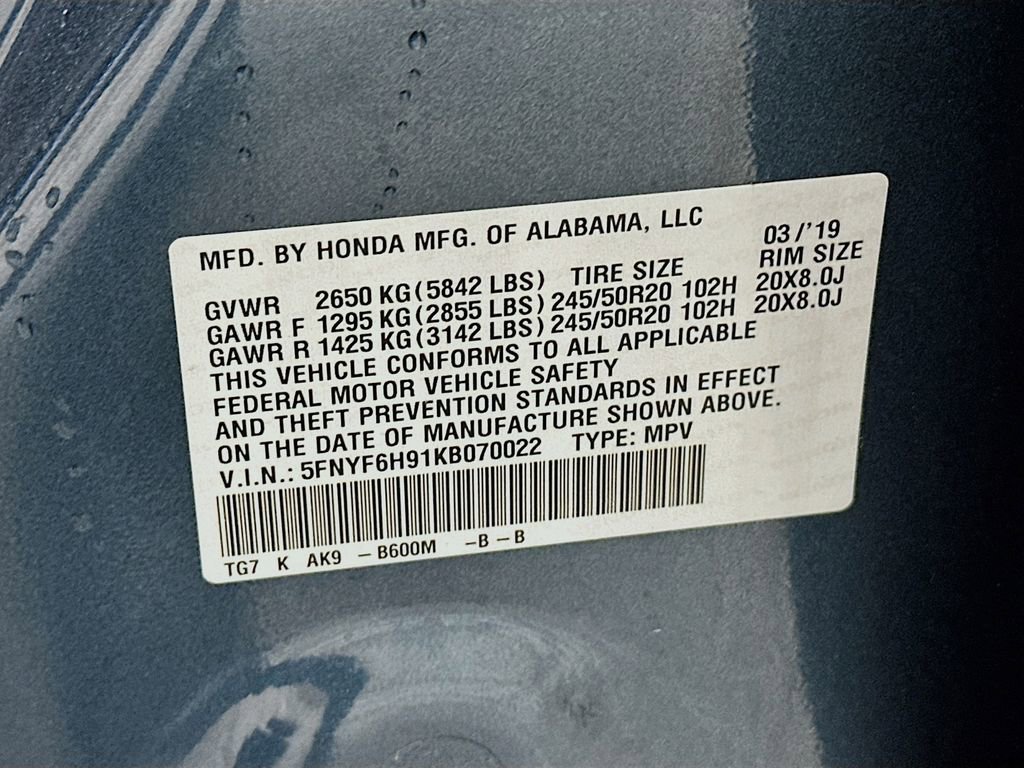 MFD. BY HONDA MFG. OF ALABAMA, LLC 03/'19
GVWR 2650 KG (5842 LBS) TIRE SIZE RIM SIZE
GAWR F 1295 KG (2855 LBS) 245/50R20 102H 20X8.0J
GAWR R 1425 KG (3142 LBS) 245/50R20 102H 20X8.0J
THIS VEHICLE CONFORMS TO ALL APPLICABLE
FEDERAL MOTOR VEHICLE SAFETY
AND THEFT PREVENTION STANDARDS IN EFFECT
ON THE DATE OF MANUFACTURE SHOWN ABOVE.
V.I.N.: 5FNYF6H91KB070022 TYPE: MPV
TG7 K AK9 – B600M –B – B